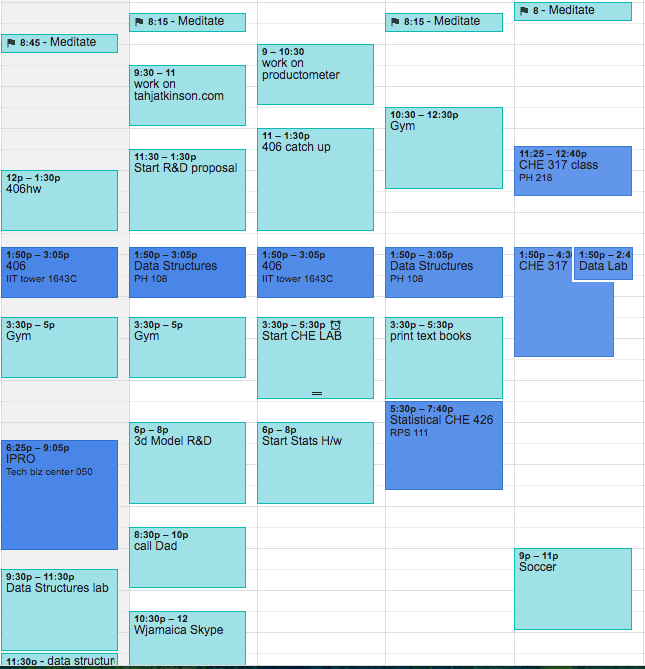 8:45 - Meditate
12p – 1:30p
406hw
1:50p – 3:05p
406
IIT tower 1643C
3:30p – 5p
Gym
6:25p – 9:05p
IPRO
Tech biz center 050
9:30p – 11:30p
Data Structures lab
11:30p - data structur
8:15 - Meditate
9:30 – 11
work on
tahjatkinson.com
11:30 – 1:30p
Start R&D proposal
1:50p – 3:05p
Data Structures
PH 108
3:30p – 5p
Gym
6p – 8p
3d Model R&D
8:30p – 10p
call Dad
10:30p – 12
Wjamaica Skype
9 – 10:30
work on
productometer
11 – 1:30p
406 catch up
1:50p – 3:05p
406
IIT tower 1643C
3:30p – 5:30p
Start CHE LAB
6p – 8p
Start Stats H/w
8:15 - Meditate
10:30 – 12:30p
Gym
1:50p – 3:05p
Data Structures
PH 108
3:30p – 5:30p
print text books
5:30p – 7:40p
Statistical CHE 426
RPS 111
8 - Meditate
11:25 – 12:40p
CHE 317 class
PH 218
1:50p – 4:30
CHE 317
1:50p – 2:4
Data Lab
9p – 11p
Soccer